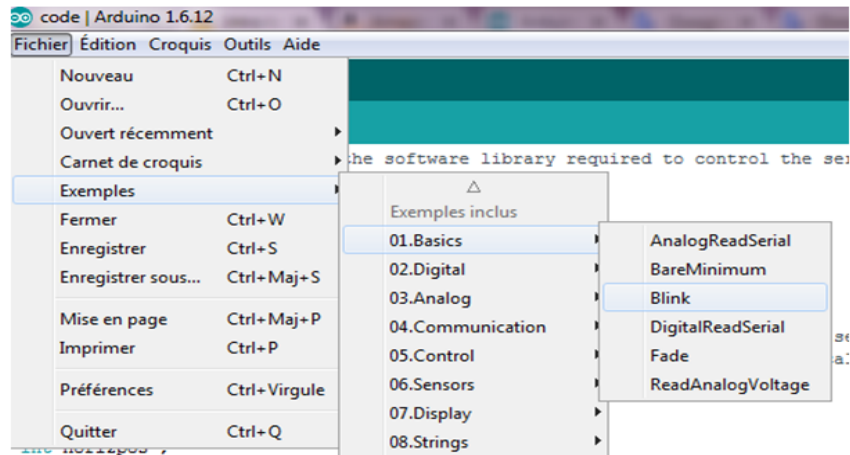 code | Arduino 1.6.12
Fichier Édition Croquis Outils Aide
Nouveau Ctrl+N
Ouvrir... Ctrl+O
Ouvert récemment
Carnet de croquis
Exemples
Fermer Ctrl+W
Enregistrer Ctrl+S
Enregistrer sous... Ctrl+Maj+S
Mise en page Ctrl+Maj+P
Imprimer Ctrl+P
Préférences Ctrl+Virgule
Quitter Ctrl+Q
the software library required to control the
Exemples inclus
01.Basics
02.Digital
03.Analog
04.Communication
05.Control
06.Sensors
07.Display
08.Strings
AnalogReadSerial
BareMinimum
Blink
DigitalReadSerial
Fade
ReadAnalogVoltage